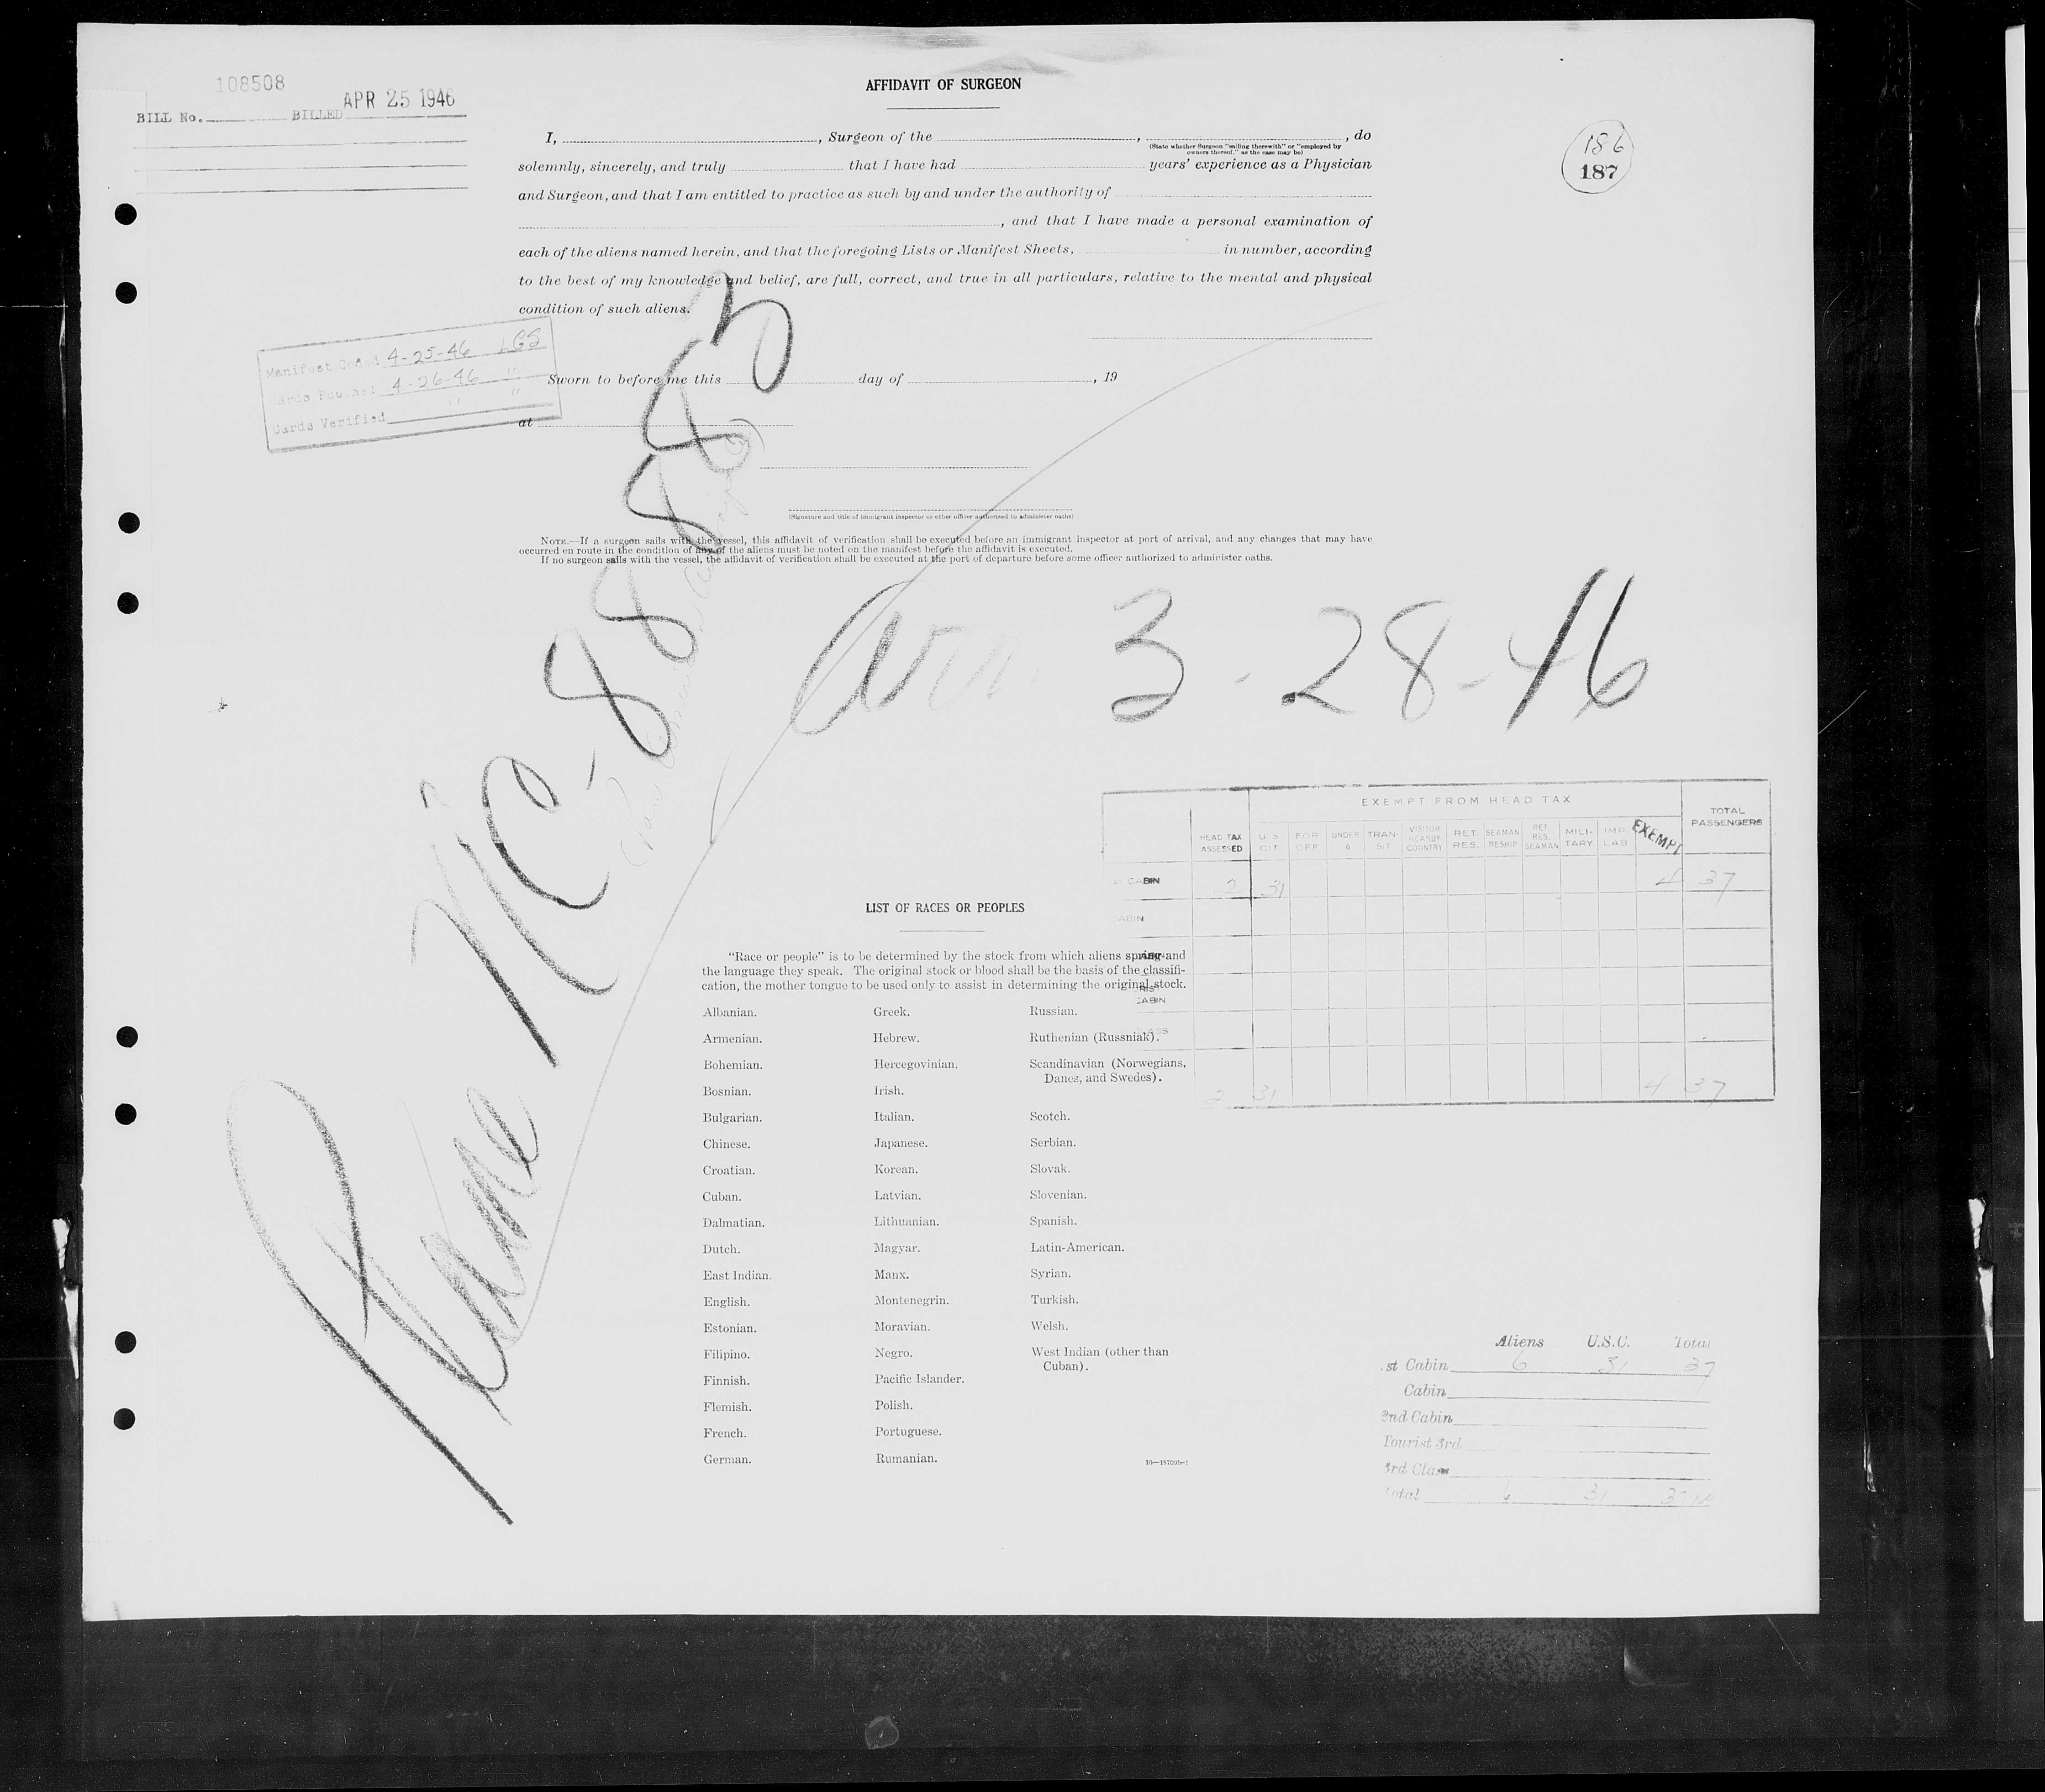 108508
BILL No. BILLED APR 25 1946
AFFIDAVIT OF SURGEON
186
187
I, , Surgeon of the , , do
(State whether Surgeon "sailing therewith" or "employed by
owners thereof," as the case may be)
solemnly, sincerely, and truly that I have had years' experience as a Physician
and Surgeon, and that I am entitled to practice as such by and under the authority of
, and that I have made a personal examination of
each of the aliens named herein, and that the foregoing Lists or Manifest Sheets, in number, according
to the best of my knowledge and belief, are full, correct, and true in all particulars, relative to the mental and physical
condition of such aliens.
Manifest Coded 4-25-46 LGS
Cards Punched 4-26-46 "
Cards Verified " "
Sworn to before me this day of , 19
at
(Signature and title of immigrant inspector or other officer authorized to administer oaths)
NOTE.—If a surgeon sails with the vessel, this affidavit of verification shall be executed before an immigrant inspector at port of arrival, and any changes that may have
occurred en route in the condition of any of the aliens must be noted on the manifest before the affidavit is executed.
If no surgeon sails with the vessel, the affidavit of verification shall be executed at the port of departure before some officer authorized to administer oaths.
Plane NC-88883
Arr. 3-28-46
EXEMPT FROM HEAD TAX
HEAD TAX ASSESSED U.S. CIT. FOR. OFF. UNDER 16 TRANSIT VISITOR NEARBY COUNTRY RET. RES. SEAMAN RESHIP RET. RES. SEAMAN MILITARY IMP. LAB. EXEMPT TOTAL PASSENGERS
CABIN 2 31 4 37
CABIN
CABIN
CLASS
2 31 4 37
LIST OF RACES OR PEOPLES
"Race or people" is to be determined by the stock from which aliens spring and
the language they speak. The original stock or blood shall be the basis of the classifi-
cation, the mother tongue to be used only to assist in determining the original stock.
Albanian. Greek. Russian.
Armenian. Hebrew. Ruthenian (Russniak).
Bohemian. Hercegovinian. Scandinavian (Norwegians,
Danes, and Swedes).
Bosnian. Irish.
Bulgarian. Italian. Scotch.
Chinese. Japanese. Serbian.
Croatian. Korean. Slovak.
Cuban. Latvian. Slovenian.
Dalmatian. Lithuanian. Spanish.
Dutch. Magyar. Latin-American.
East Indian. Manx. Syrian.
English. Montenegrin. Turkish.
Estonian. Moravian. Welsh.
Filipino. Negro. West Indian (other than
Cuban).
Finnish. Pacific Islander.
Flemish. Polish.
French. Portuguese.
German. Rumanian.
Aliens U.S.C. Total
1st Cabin 6 31 37
Cabin
2nd Cabin
Tourist 3rd
3rd Class
Total 6 31 37